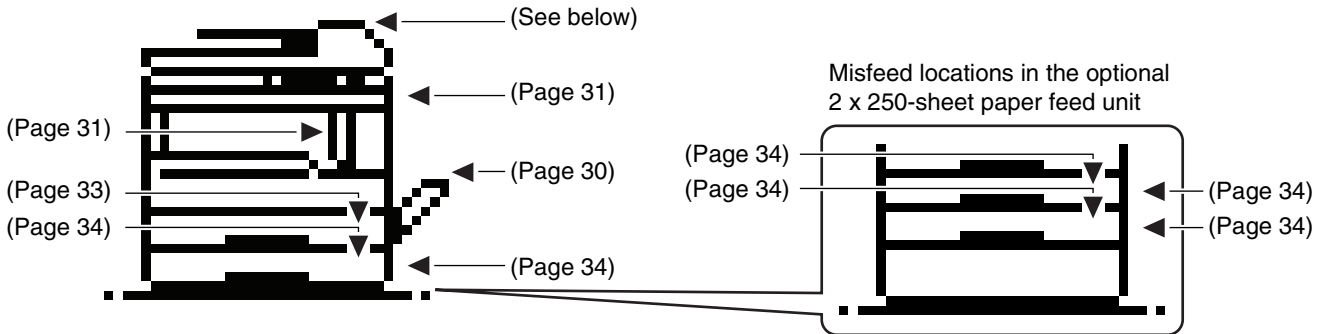 (See below)
(Page 31)
(Page 31)
(Page 30)
(Page 33)
(Page 34)
(Page 34)
Misfeed locations in the optional
2 x 250-sheet paper feed unit
(Page 34)
(Page 34)
(Page 34)
(Page 34)